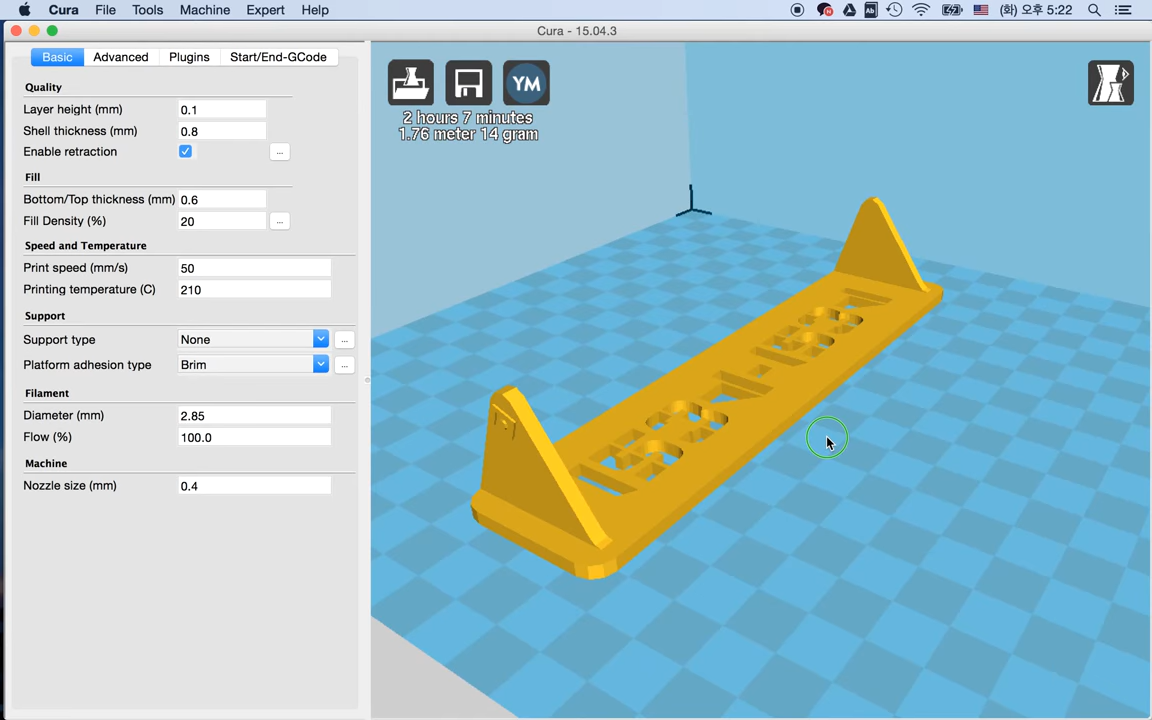 Cura File Tools Machine Expert Help (화) 오후 5:22
Cura - 15.04.3
Basic Advanced Plugins Start/End-GCode
Quality
Layer height (mm) 0.1
Shell thickness (mm) 0.8
Enable retraction ...
Fill
Bottom/Top thickness (mm) 0.6
Fill Density (%) 20 ...
Speed and Temperature
Print speed (mm/s) 50
Printing temperature (C) 210
Support
Support type None ...
Platform adhesion type Brim ...
Filament
Diameter (mm) 2.85
Flow (%) 100.0
Machine
Nozzle size (mm) 0.4
YM
2 hours 7 minutes
1.76 meter 14 gram